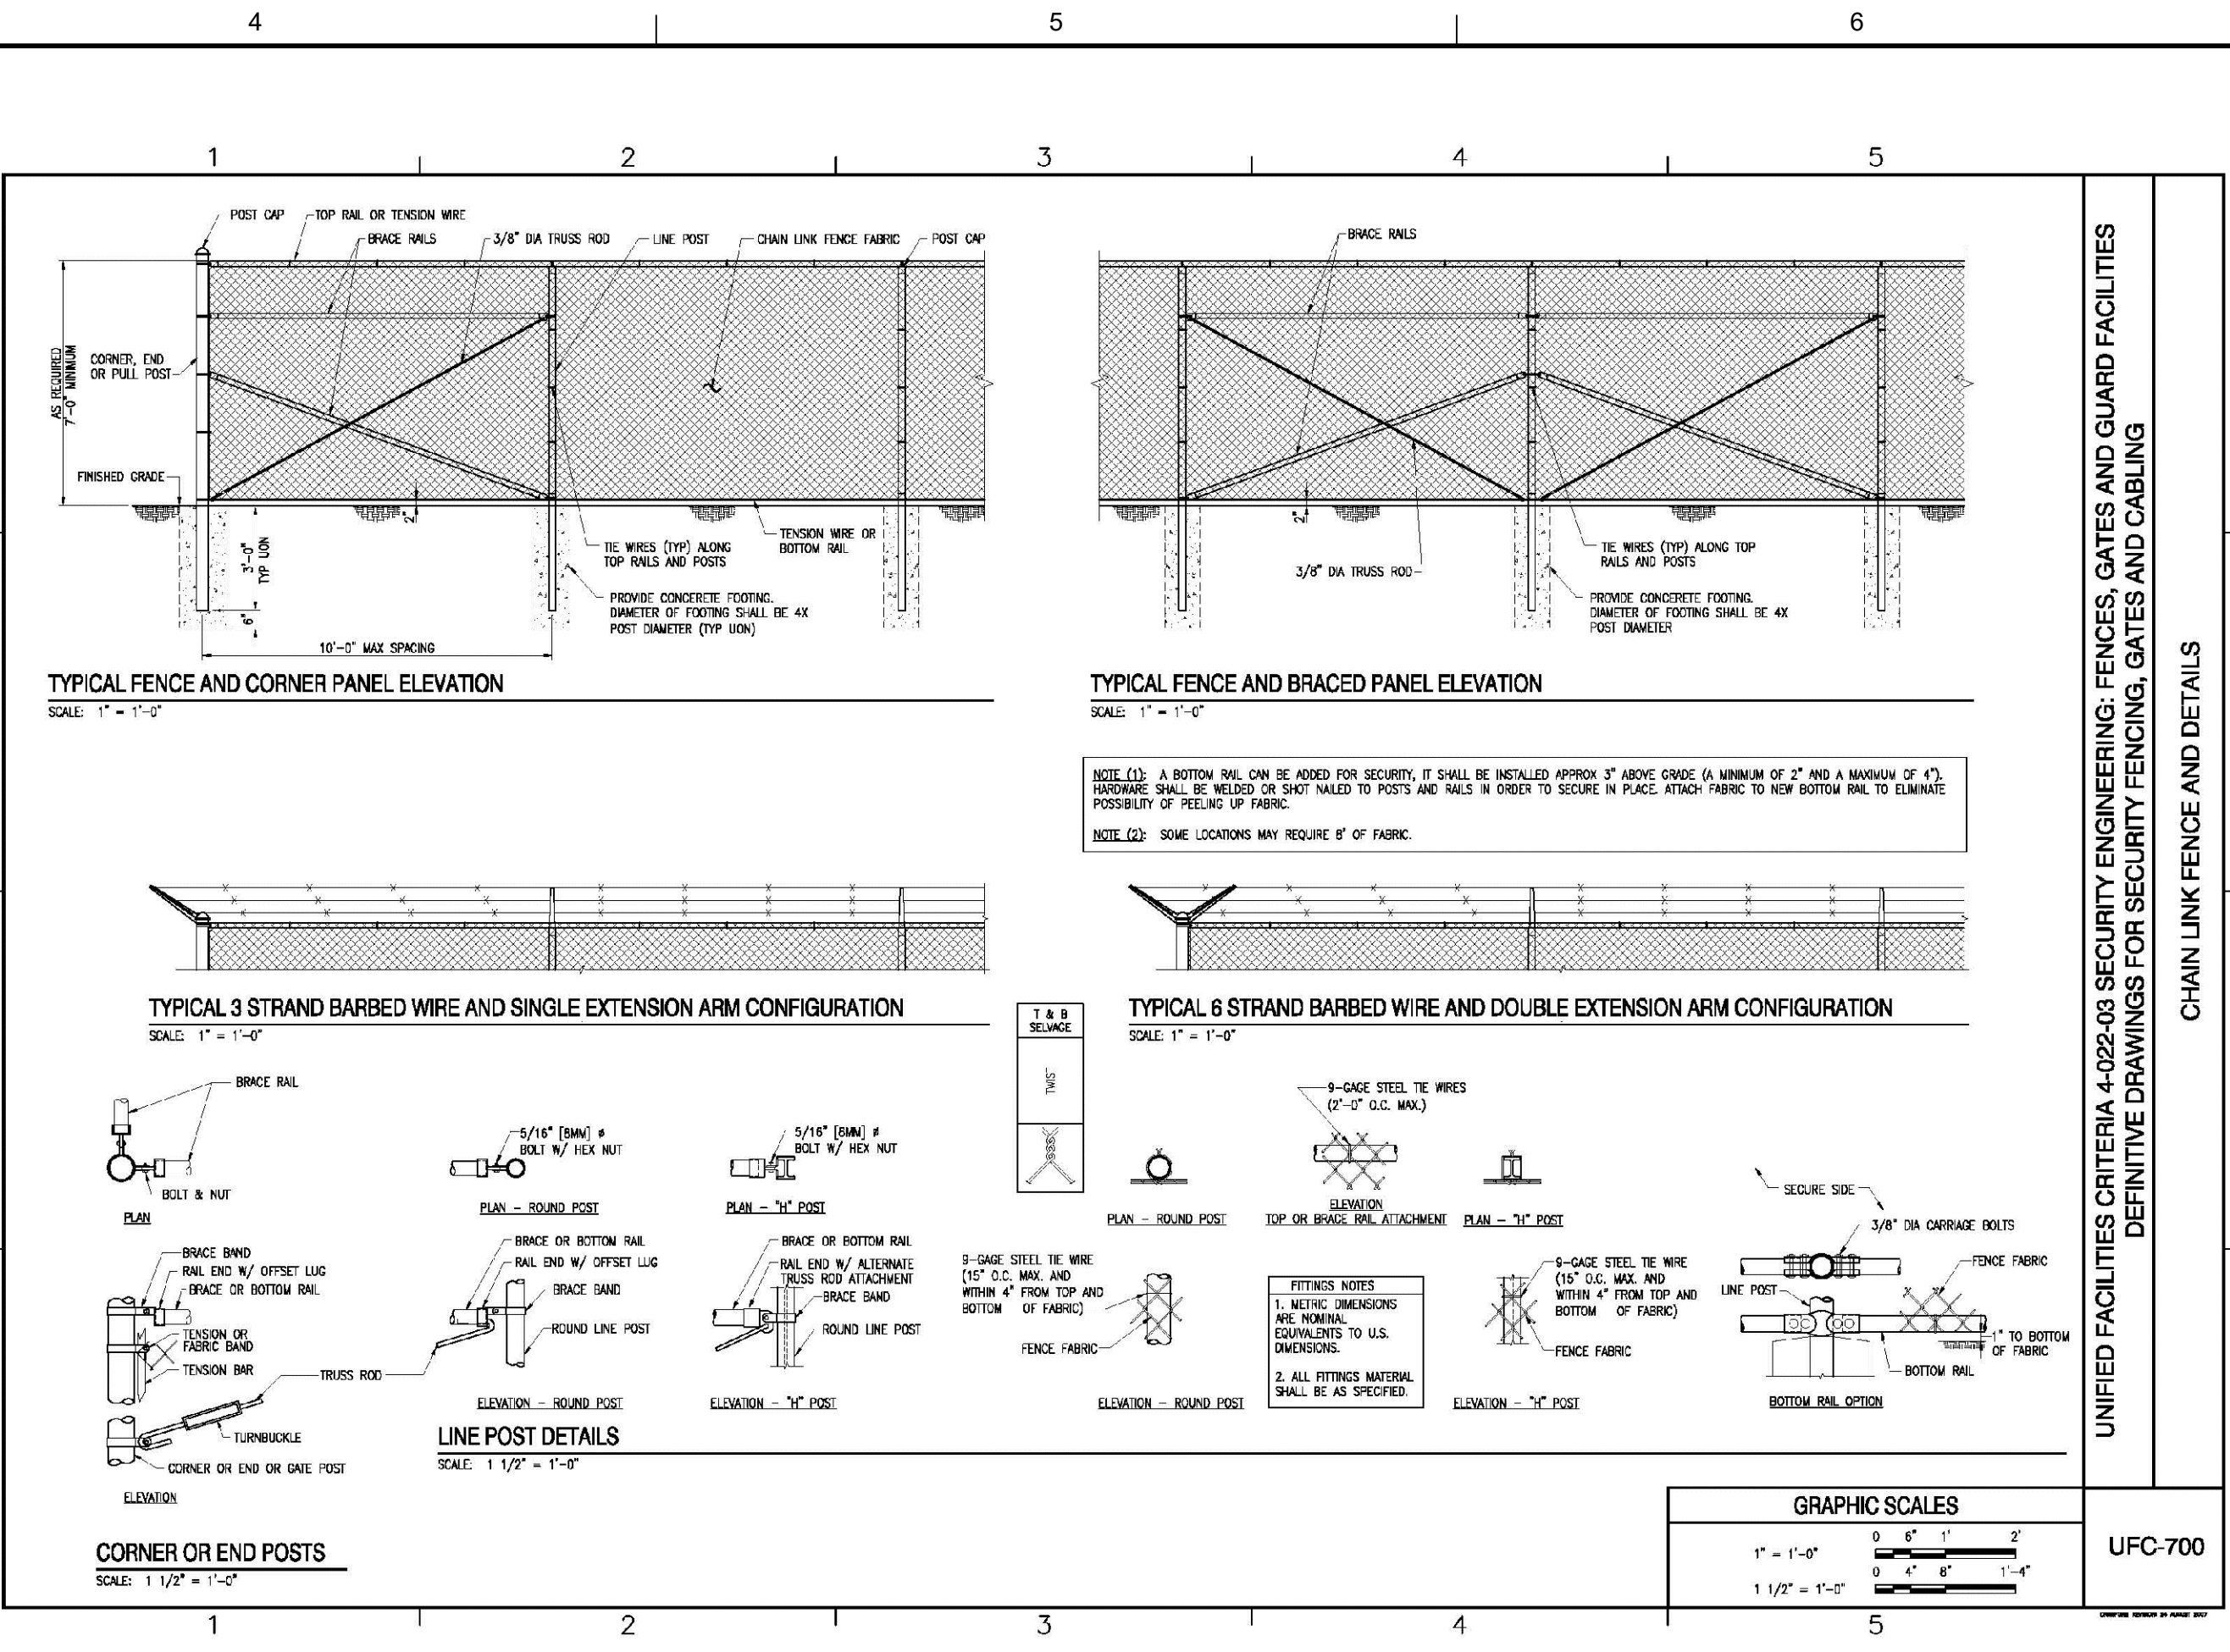 4 5 6
1 2 3 4 5
POST CAP
TOP RAIL OR TENSION WIRE
BRACE RAILS
3/8" DIA TRUSS ROD
LINE POST
CHAIN LINK FENCE FABRIC
POST CAP
AS REQUIRED
7'-0" MINIMUM
CORNER, END
OR PULL POST
FINISHED GRADE
2"
3'-0"
TYP UON
6"
TENSION WIRE OR
BOTTOM RAIL
TIE WIRES (TYP) ALONG
TOP RAILS AND POSTS
PROVIDE CONCERETE FOOTING.
DIAMETER OF FOOTING SHALL BE 4X
POST DIAMETER (TYP UON)
10'-0" MAX SPACING
TYPICAL FENCE AND CORNER PANEL ELEVATION
SCALE: 1" = 1'-0"
BRACE RAILS
2"
3/8" DIA TRUSS ROD
TIE WIRES (TYP) ALONG TOP
RAILS AND POSTS
PROVIDE CONCERETE FOOTING.
DIAMETER OF FOOTING SHALL BE 4X
POST DIAMETER
TYPICAL FENCE AND BRACED PANEL ELEVATION
SCALE: 1" = 1'-0"
NOTE (1): A BOTTOM RAIL CAN BE ADDED FOR SECURITY, IT SHALL BE INSTALLED APPROX 3" ABOVE GRADE (A MINIMUM OF 2" AND A MAXIMUM OF 4").
HARDWARE SHALL BE WELDED OR SHOT NAILED TO POSTS AND RAILS IN ORDER TO SECURE IN PLACE. ATTACH FABRIC TO NEW BOTTOM RAIL TO ELIMINATE
POSSIBILITY OF PEELING UP FABRIC.
NOTE (2): SOME LOCATIONS MAY REQUIRE 8' OF FABRIC.
TYPICAL 3 STRAND BARBED WIRE AND SINGLE EXTENSION ARM CONFIGURATION
SCALE: 1" = 1'-0"
T & B
SELVAGE
TWIST
TYPICAL 6 STRAND BARBED WIRE AND DOUBLE EXTENSION ARM CONFIGURATION
SCALE: 1" = 1'-0"
BRACE RAIL
BOLT & NUT
PLAN
BRACE BAND
RAIL END W/ OFFSET LUG
BRACE OR BOTTOM RAIL
TENSION OR
FABRIC BAND
TENSION BAR
TRUSS ROD
TURNBUCKLE
CORNER OR END OR GATE POST
ELEVATION
CORNER OR END POSTS
SCALE: 1 1/2" = 1'-0"
5/16" [8MM] ø
BOLT W/ HEX NUT
PLAN - ROUND POST
5/16" [8MM] ø
BOLT W/ HEX NUT
PLAN - "H" POST
BRACE OR BOTTOM RAIL
RAIL END W/ OFFSET LUG
BRACE BAND
ROUND LINE POST
ELEVATION - ROUND POST
BRACE OR BOTTOM RAIL
RAIL END W/ ALTERNATE
TRUSS ROD ATTACHMENT
BRACE BAND
ROUND LINE POST
ELEVATION - "H" POST
LINE POST DETAILS
SCALE: 1 1/2" = 1'-0"
9-GAGE STEEL TIE WIRES
(2'-0" O.C. MAX.)
PLAN - ROUND POST
ELEVATION
TOP OR BRACE RAIL ATTACHMENT
PLAN - "H" POST
9-GAGE STEEL TIE WIRE
(15" O.C. MAX. AND
WITHIN 4" FROM TOP AND
BOTTOM OF FABRIC)
FENCE FABRIC
ELEVATION - ROUND POST
FITTINGS NOTES
1. METRIC DIMENSIONS
ARE NOMINAL
EQUIVALENTS TO U.S.
DIMENSIONS.
2. ALL FITTINGS MATERIAL
SHALL BE AS SPECIFIED.
9-GAGE STEEL TIE WIRE
(15" O.C. MAX. AND
WITHIN 4" FROM TOP AND
BOTTOM OF FABRIC)
FENCE FABRIC
ELEVATION - "H" POST
SECURE SIDE
3/8" DIA CARRIAGE BOLTS
FENCE FABRIC
LINE POST
1" TO BOTTOM
OF FABRIC
BOTTOM RAIL
BOTTOM RAIL OPTION
GRAPHIC SCALES
0 6" 1' 2'
1" = 1'-0"
0 4" 8" 1'-4"
1 1/2" = 1'-0"
UNIFIED FACILITIES CRITERIA 4-022-03 SECURITY ENGINEERING: FENCES, GATES AND GUARD FACILITIES
DEFINITIVE DRAWINGS FOR SECURITY FENCING, GATES AND CABLING
CHAIN LINK FENCE AND DETAILS
UFC-700
1 2 3 4 5